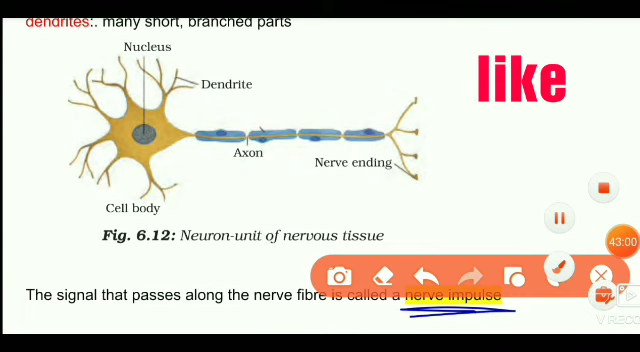 dendrites:. many short, branched parts
Nucleus
like
Dendrite
Axon
Nerve ending
Cell body
Fig. 6.12: Neuron-unit of nervous tissue
43:00
The signal that passes along the nerve fibre is called a nerve impulse